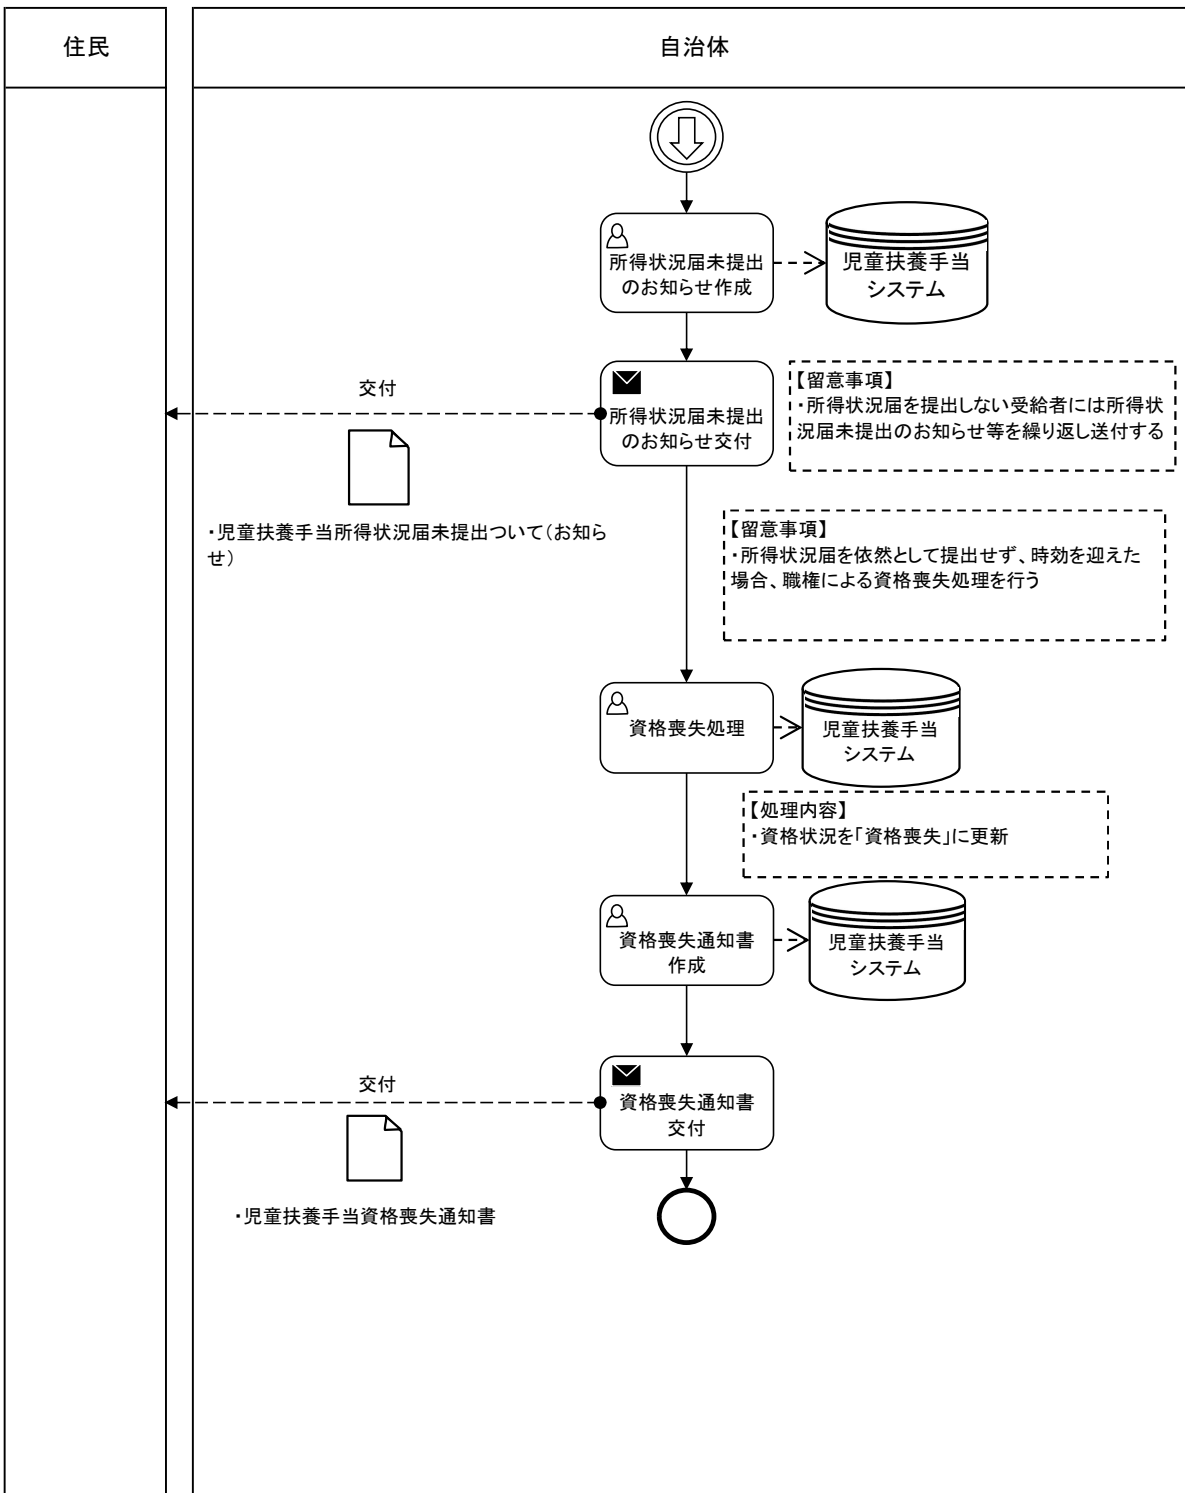 住民
自治体
所得状況届未提出
のお知らせ作成
児童扶養手当
システム
交付
所得状況届未提出
のお知らせ交付
【留意事項】
・所得状況届を提出しない受給者には所得状
況届未提出のお知らせ等を繰り返し送付する
・児童扶養手当所得状況届未提出ついて(お知ら
せ)
【留意事項】
・所得状況届を依然として提出せず、時効を迎えた
場合、職権による資格喪失処理を行う
資格喪失処理
児童扶養手当
システム
【処理内容】
・資格状況を「資格喪失」に更新
資格喪失通知書
作成
児童扶養手当
システム
交付
資格喪失通知書
交付
・児童扶養手当資格喪失通知書